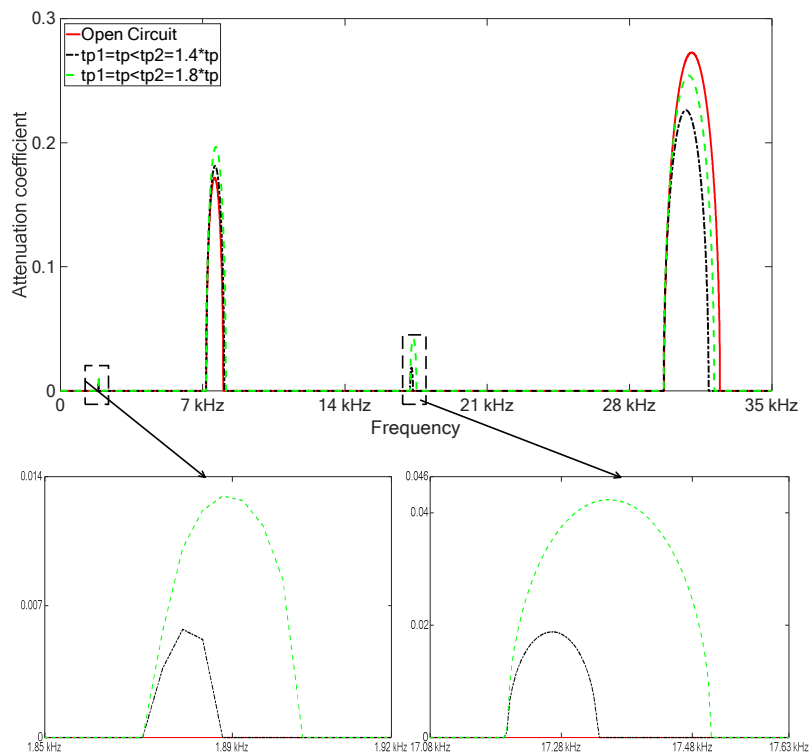 0.3
Open Circuit
tp1=tp<tp2=1.4*tp
tp1=tp<tp2=1.8*tp
0.2
Attenuation coefficient
0.1
0
0 7 kHz 14 kHz 21 kHz 28 kHz 35 kHz
Frequency
0.014
0.007
0
1.85 kHz 1.89 kHz 1.92 kHz
0.046
0.04
0.02
0
17.08 kHz 17.28 kHz 17.48 kHz 17.63 kHz